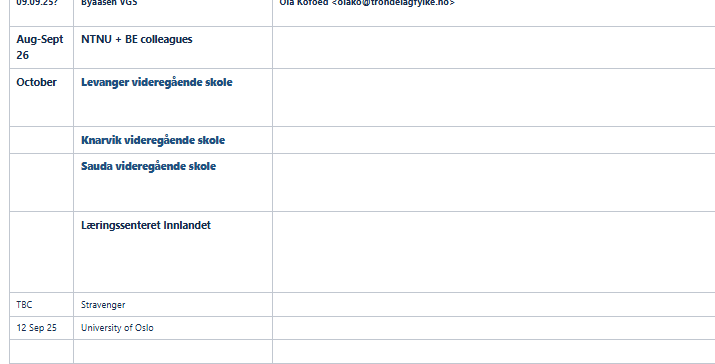 09.09.25? Byåsen VGS Ola Kofoed <olako@trondelagfylke.no>
Aug-Sept NTNU + BE colleagues
26
October Levanger videregående skole
Knarvik videregående skole
Sauda videregående skole
Læringssenteret Innlandet
TBC Stravenger
12 Sep 25 University of Oslo